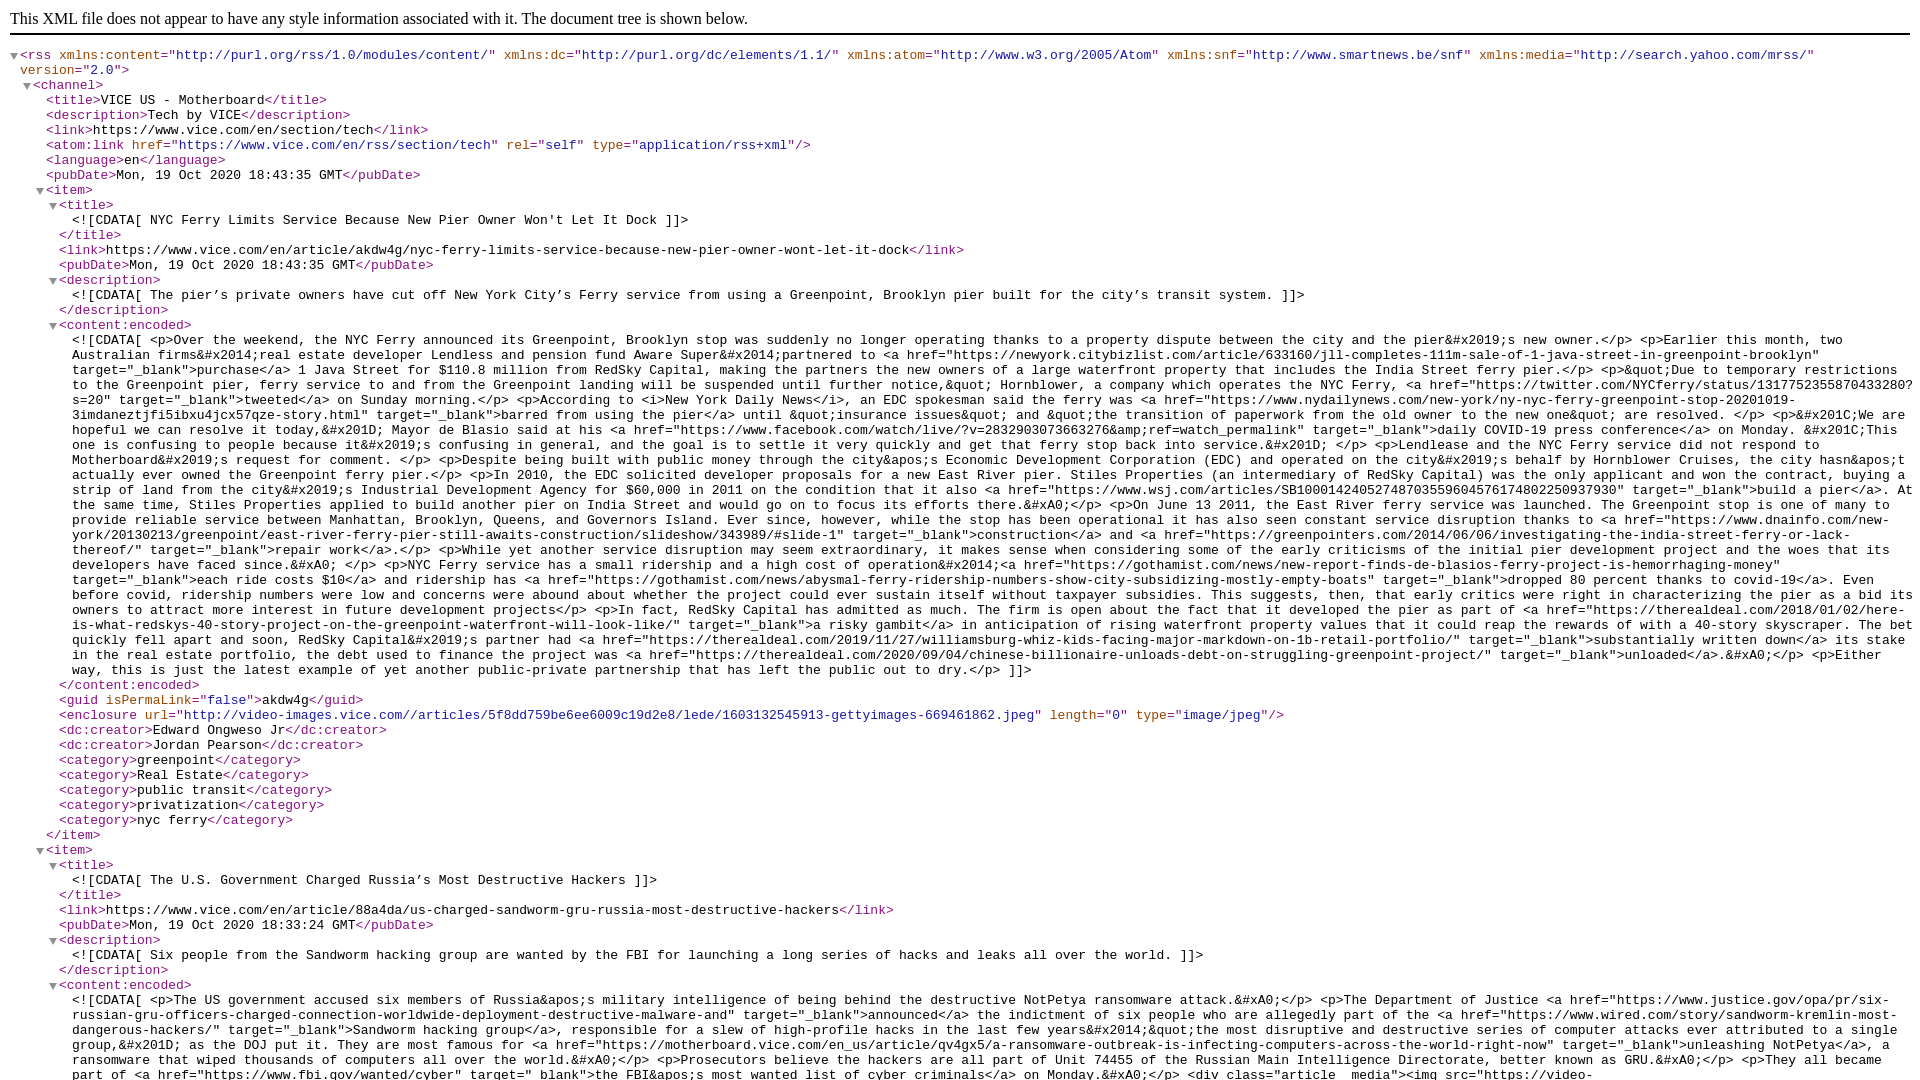 This XML file does not appear to have any style information associated with it. The document tree is shown below.
<rss xmlns:content="http://purl.org/rss/1.0/modules/content/" xmlns:dc="http://purl.org/dc/elements/1.1/" xmlns:atom="http://www.w3.org/2005/Atom" xmlns:snf="http://www.smartnews.be/snf" xmlns:media="http://search.yahoo.com/mrss/"
version="2.0">
<channel>
<title>VICE US - Motherboard</title>
<description>Tech by VICE</description>
<link>https://www.vice.com/en/section/tech</link>
<atom:link href="https://www.vice.com/en/rss/section/tech" rel="self" type="application/rss+xml"/>
<language>en</language>
<pubDate>Mon, 19 Oct 2020 18:43:35 GMT</pubDate>
<item>
<title>
<![CDATA[ NYC Ferry Limits Service Because New Pier Owner Won't Let It Dock ]]>
</title>
<link>https://www.vice.com/en/article/akdw4g/nyc-ferry-limits-service-because-new-pier-owner-wont-let-it-dock</link>
<pubDate>Mon, 19 Oct 2020 18:43:35 GMT</pubDate>
<description>
<![CDATA[ The pier’s private owners have cut off New York City’s Ferry service from using a Greenpoint, Brooklyn pier built for the city’s transit system. ]]>
</description>
<content:encoded>
<![CDATA[ <p>Over the weekend, the NYC Ferry announced its Greenpoint, Brooklyn stop was suddenly no longer operating thanks to a property dispute between the city and the pier&#x2019;s new owner.</p> <p>Earlier this month, two
Australian firms&#x2014;real estate developer Lendless and pension fund Aware Super&#x2014;partnered to <a href="https://newyork.citybizlist.com/article/633160/jll-completes-111m-sale-of-1-java-street-in-greenpoint-brooklyn"
target="_blank">purchase</a> 1 Java Street for $110.8 million from RedSky Capital, making the partners the new owners of a large waterfront property that includes the India Street ferry pier.</p> <p>&quot;Due to temporary restrictions
to the Greenpoint pier, ferry service to and from the Greenpoint landing will be suspended until further notice,&quot; Hornblower, a company which operates the NYC Ferry, <a href="https://twitter.com/NYCferry/status/1317752355870433280?
s=20" target="_blank">tweeted</a> on Sunday morning.</p> <p>According to <i>New York Daily News</i>, an EDC spokesman said the ferry was <a href="https://www.nydailynews.com/new-york/ny-nyc-ferry-greenpoint-stop-20201019-
3imdaneztjfi5ibxu4jcx57qze-story.html" target="_blank">barred from using the pier</a> until &quot;insurance issues&quot; and &quot;the transition of paperwork from the old owner to the new one&quot; are resolved. </p> <p>&#x201C;We are
hopeful we can resolve it today,&#x201D; Mayor de Blasio said at his <a href="https://www.facebook.com/watch/live/?v=2832903073663276&amp;ref=watch_permalink" target="_blank">daily COVID-19 press conference</a> on Monday. &#x201C;This
one is confusing to people because it&#x2019;s confusing in general, and the goal is to settle it very quickly and get that ferry stop back into service.&#x201D; </p> <p>Lendlease and the NYC Ferry service did not respond to
Motherboard&#x2019;s request for comment. </p> <p>Despite being built with public money through the city&apos;s Economic Development Corporation (EDC) and operated on the city&#x2019;s behalf by Hornblower Cruises, the city hasn&apos;t
actually ever owned the Greenpoint ferry pier.</p> <p>In 2010, the EDC solicited developer proposals for a new East River pier. Stiles Properties (an intermediary of RedSky Capital) was the only applicant and won the contract, buying a
strip of land from the city&#x2019;s Industrial Development Agency for $60,000 in 2011 on the condition that it also <a href="https://www.wsj.com/articles/SB10001424052748703559604576174802250937930" target="_blank">build a pier</a>. At
the same time, Stiles Properties applied to build another pier on India Street and would go on to focus its efforts there.&#xA0;</p> <p>On June 13 2011, the East River ferry service was launched. The Greenpoint stop is one of many to
provide reliable service between Manhattan, Brooklyn, Queens, and Governors Island. Ever since, however, while the stop has been operational it has also seen constant service disruption thanks to <a href="https://www.dnainfo.com/new-
york/20130213/greenpoint/east-river-ferry-pier-still-awaits-construction/slideshow/343989/#slide-1" target="_blank">construction</a> and <a href="https://greenpointers.com/2014/06/06/investigating-the-india-street-ferry-or-lack-
thereof/" target="_blank">repair work</a>.</p> <p>While yet another service disruption may seem extraordinary, it makes sense when considering some of the early criticisms of the initial pier development project and the woes that its
developers have faced since.&#xA0; </p> <p>NYC Ferry service has a small ridership and a high cost of operation&#x2014;<a href="https://gothamist.com/news/new-report-finds-de-blasios-ferry-project-is-hemorrhaging-money"
target="_blank">each ride costs $10</a> and ridership has <a href="https://gothamist.com/news/abysmal-ferry-ridership-numbers-show-city-subsidizing-mostly-empty-boats" target="_blank">dropped 80 percent thanks to covid-19</a>. Even
before covid, ridership numbers were low and concerns were abound about whether the project could ever sustain itself without taxpayer subsidies. This suggests, then, that early critics were right in characterizing the pier as a bid its
owners to attract more interest in future development projects</p> <p>In fact, RedSky Capital has admitted as much. The firm is open about the fact that it developed the pier as part of <a href="https://therealdeal.com/2018/01/02/here-
is-what-redskys-40-story-project-on-the-greenpoint-waterfront-will-look-like/" target="_blank">a risky gambit</a> in anticipation of rising waterfront property values that it could reap the rewards of with a 40-story skyscraper. The bet
quickly fell apart and soon, RedSky Capital&#x2019;s partner had <a href="https://therealdeal.com/2019/11/27/williamsburg-whiz-kids-facing-major-markdown-on-1b-retail-portfolio/" target="_blank">substantially written down</a> its stake
in the real estate portfolio, the debt used to finance the project was <a href="https://therealdeal.com/2020/09/04/chinese-billionaire-unloads-debt-on-struggling-greenpoint-project/" target="_blank">unloaded</a>.&#xA0;</p> <p>Either
way, this is just the latest example of yet another public-private partnership that has left the public out to dry.</p> ]]>
</content:encoded>
<guid isPermaLink="false">akdw4g</guid>
<enclosure url="http://video-images.vice.com//articles/5f8dd759be6ee6009c19d2e8/lede/1603132545913-gettyimages-669461862.jpeg" length="0" type="image/jpeg"/>
<dc:creator>Edward Ongweso Jr</dc:creator>
<dc:creator>Jordan Pearson</dc:creator>
<category>greenpoint</category>
<category>Real Estate</category>
<category>public transit</category>
<category>privatization</category>
<category>nyc ferry</category>
</item>
<item>
<title>
<![CDATA[ The U.S. Government Charged Russia’s Most Destructive Hackers ]]>
</title>
<link>https://www.vice.com/en/article/88a4da/us-charged-sandworm-gru-russia-most-destructive-hackers</link>
<pubDate>Mon, 19 Oct 2020 18:33:24 GMT</pubDate>
<description>
<![CDATA[ Six people from the Sandworm hacking group are wanted by the FBI for launching a long series of hacks and leaks all over the world. ]]>
</description>
<content:encoded>
<![CDATA[ <p>The US government accused six members of Russia&apos;s military intelligence of being behind the destructive NotPetya ransomware attack.&#xA0;</p> <p>The Department of Justice <a href="https://www.justice.gov/opa/pr/six-
russian-gru-officers-charged-connection-worldwide-deployment-destructive-malware-and" target="_blank">announced</a> the indictment of six people who are allegedly part of the <a href="https://www.wired.com/story/sandworm-kremlin-most-
dangerous-hackers/" target="_blank">Sandworm hacking group</a>, responsible for a slew of high-profile hacks in the last few years&#x2014;&quot;the most disruptive and destructive series of computer attacks ever attributed to a single
group,&#x201D; as the DOJ put it. They are most famous for <a href="https://motherboard.vice.com/en_us/article/qv4gx5/a-ransomware-outbreak-is-infecting-computers-across-the-world-right-now" target="_blank">unleashing NotPetya</a>, a
ransomware that wiped thousands of computers all over the world.&#xA0;</p> <p>Prosecutors believe the hackers are all part of Unit 74455 of the Russian Main Intelligence Directorate, better known as GRU.&#xA0;</p> <p>They all became
part of <a href="https://www.fbi.gov/wanted/cyber" target="_blank">the FBI&apos;s most wanted list of cyber criminals</a> on Monday.&#xA0;</p> <div class="article__media"><img src="https://video-